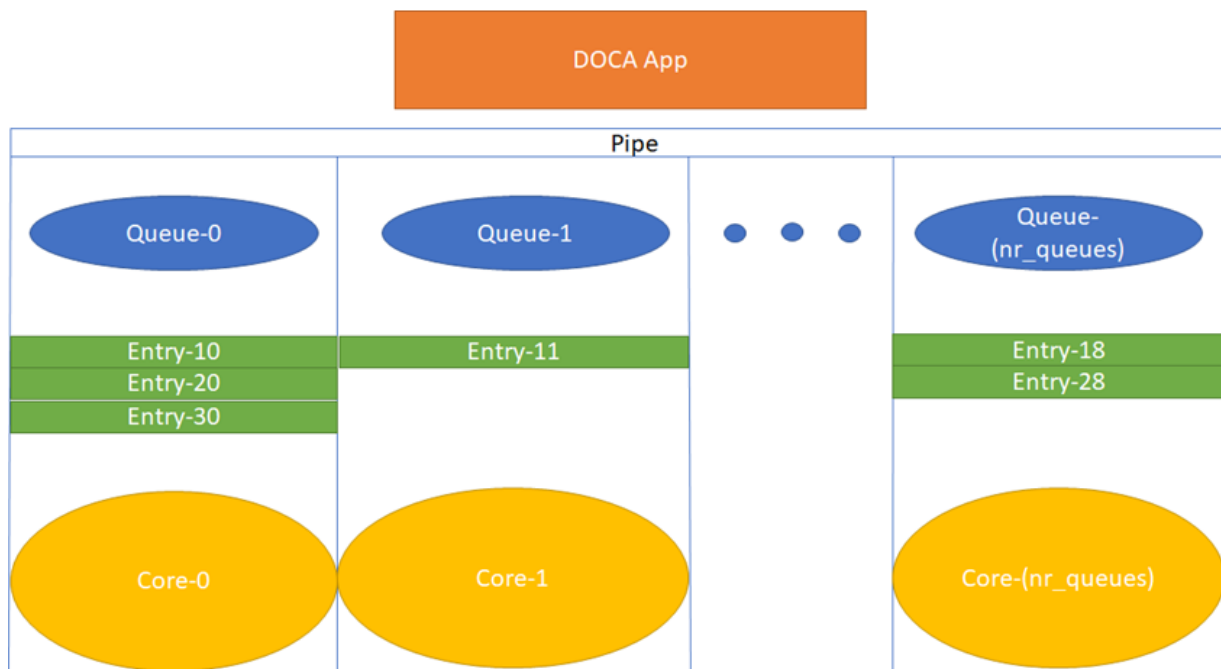 DOCA App
Pipe
Queue-0
Queue-1
Queue-
(nr_queues)
Entry-10
Entry-11
Entry-18
Entry-20
Entry-28
Entry-30
Core-0
Core-1
Core-(nr_queues)